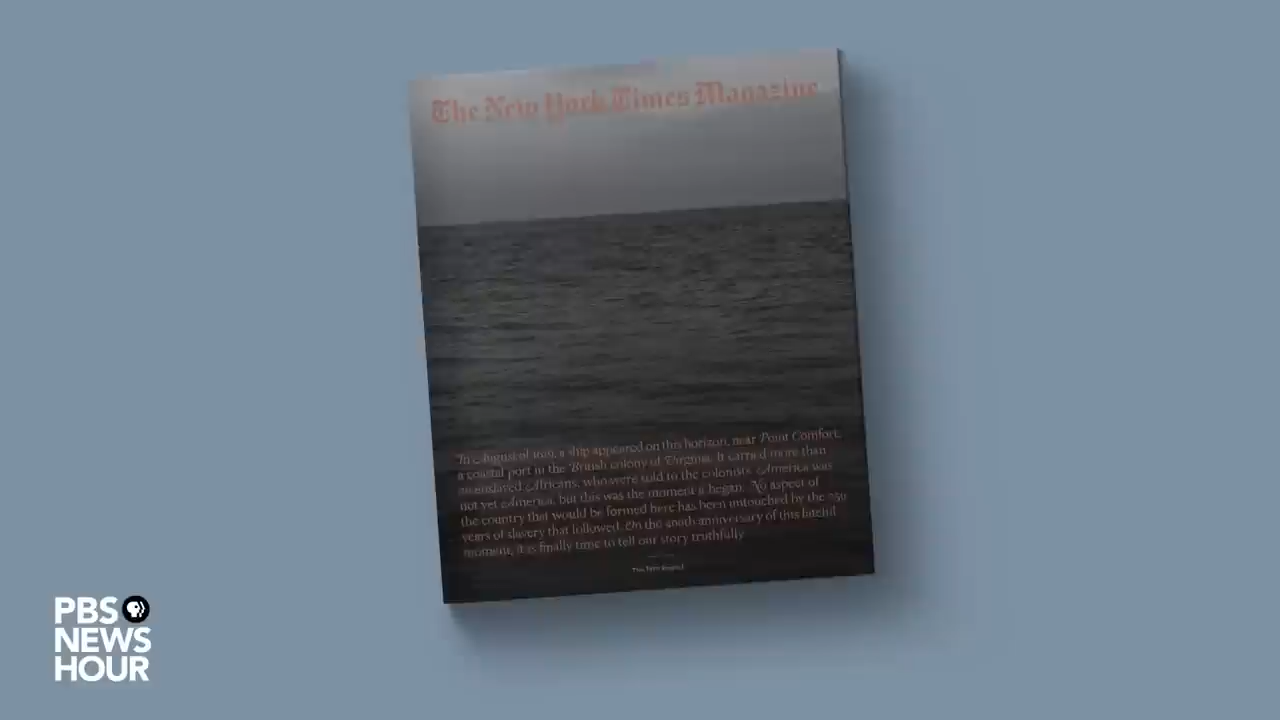 The New York Times Magazine
In August of 1619, a ship appeared on this horizon, near Point Comfort,
a coastal port in the British colony of Virginia. It carried more than
20 enslaved Africans, who were sold to the colonists. America was
not yet America, but this was the moment it began. No aspect of
the country that would be formed here has been untouched by the 250
years of slavery that followed. On the 400th anniversary of this fateful
moment, it is finally time to tell our story truthfully.
The 1619 Project
PBS
NEWS
HOUR